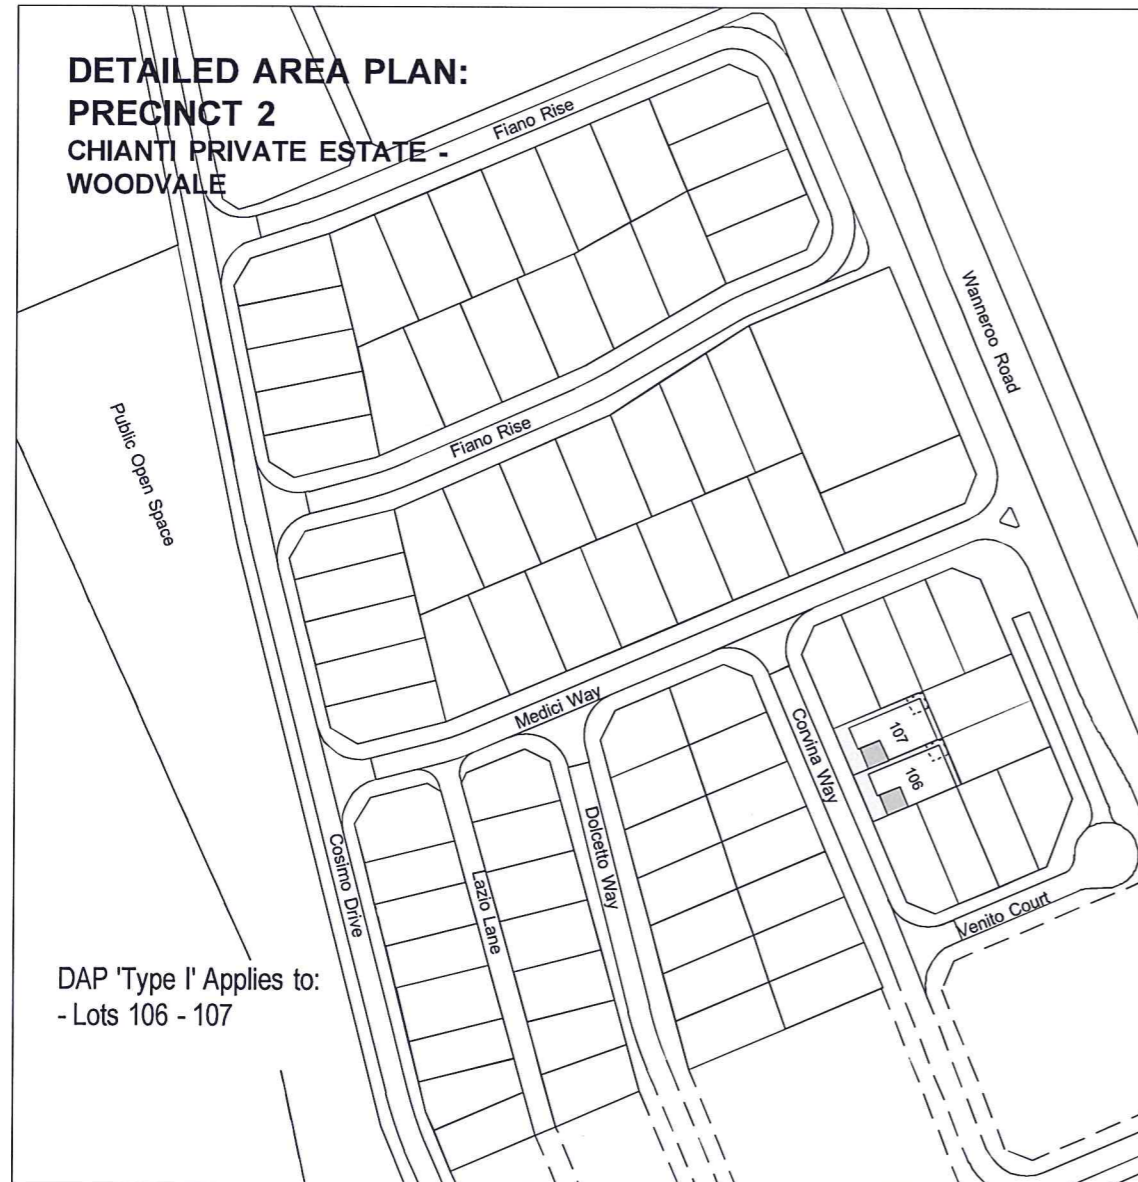 DETAILED AREA PLAN:
PRECINCT 2
CHIANTI PRIVATE ESTATE -
WOODVALE
Fiano Rise
Wanneroo Road
Public Open Space
Fiano Rise
Medici Way
Corvina Way
107
106
Dolcetto Way
Cosimo Drive
Lazio Lane
Venito Court
DAP 'Type I' Applies to:
- Lots 106 - 107